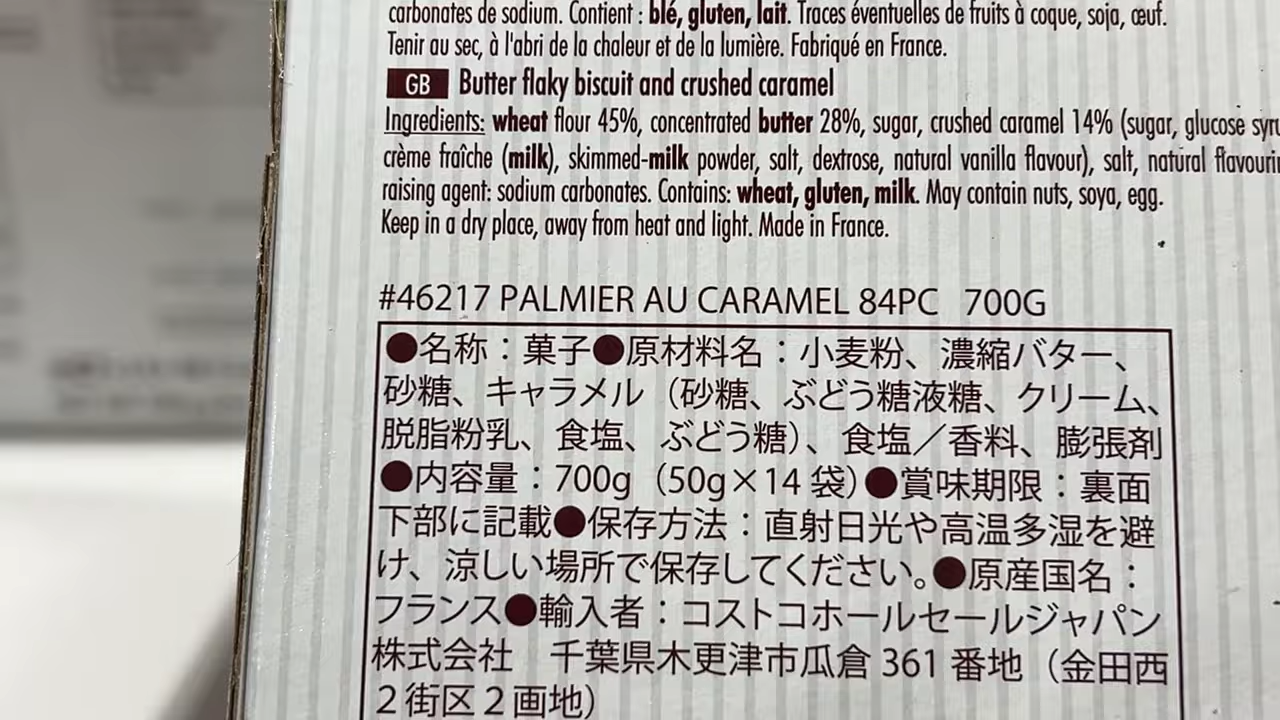 carbonates de sodium. Contient : blé, gluten, lait. Traces éventuelles de fruits à coque, soja, œuf.
Tenir au sec, à l'abri de la chaleur et de la lumière. Fabriqué en France.
GB Butter flaky biscuit and crushed caramel
Ingredients: wheat flour 45%, concentrated butter 28%, sugar, crushed caramel 14% (sugar, glucose
crème fraîche (milk), skimmed-milk powder, salt, dextrose, natural vanilla flavour), salt, natural
raising agent: sodium carbonates. Contains: wheat, gluten, milk. May contain nuts, soya, egg.
Keep in a dry place, away from heat and light. Made in France.
#46217 PALMIER AU CARAMEL 84PC 700G
●名称：菓子●原材料名：小麦粉、濃縮バター、
砂糖、キャラメル（砂糖、ぶどう糖液糖、クリーム、
脱脂粉乳、食塩、ぶどう糖）、食塩／香料、膨張剤
●内容量：700g（50g×14 袋）●賞味期限：裏面
下部に記載●保存方法：直射日光や高温多湿を避
け、涼しい場所で保存してください。●原産国名：
フランス●輸入者：コストコホールセールジャパン
株式会社　千葉県木更津市瓜倉 361 番地（金田西
２街区２画地）